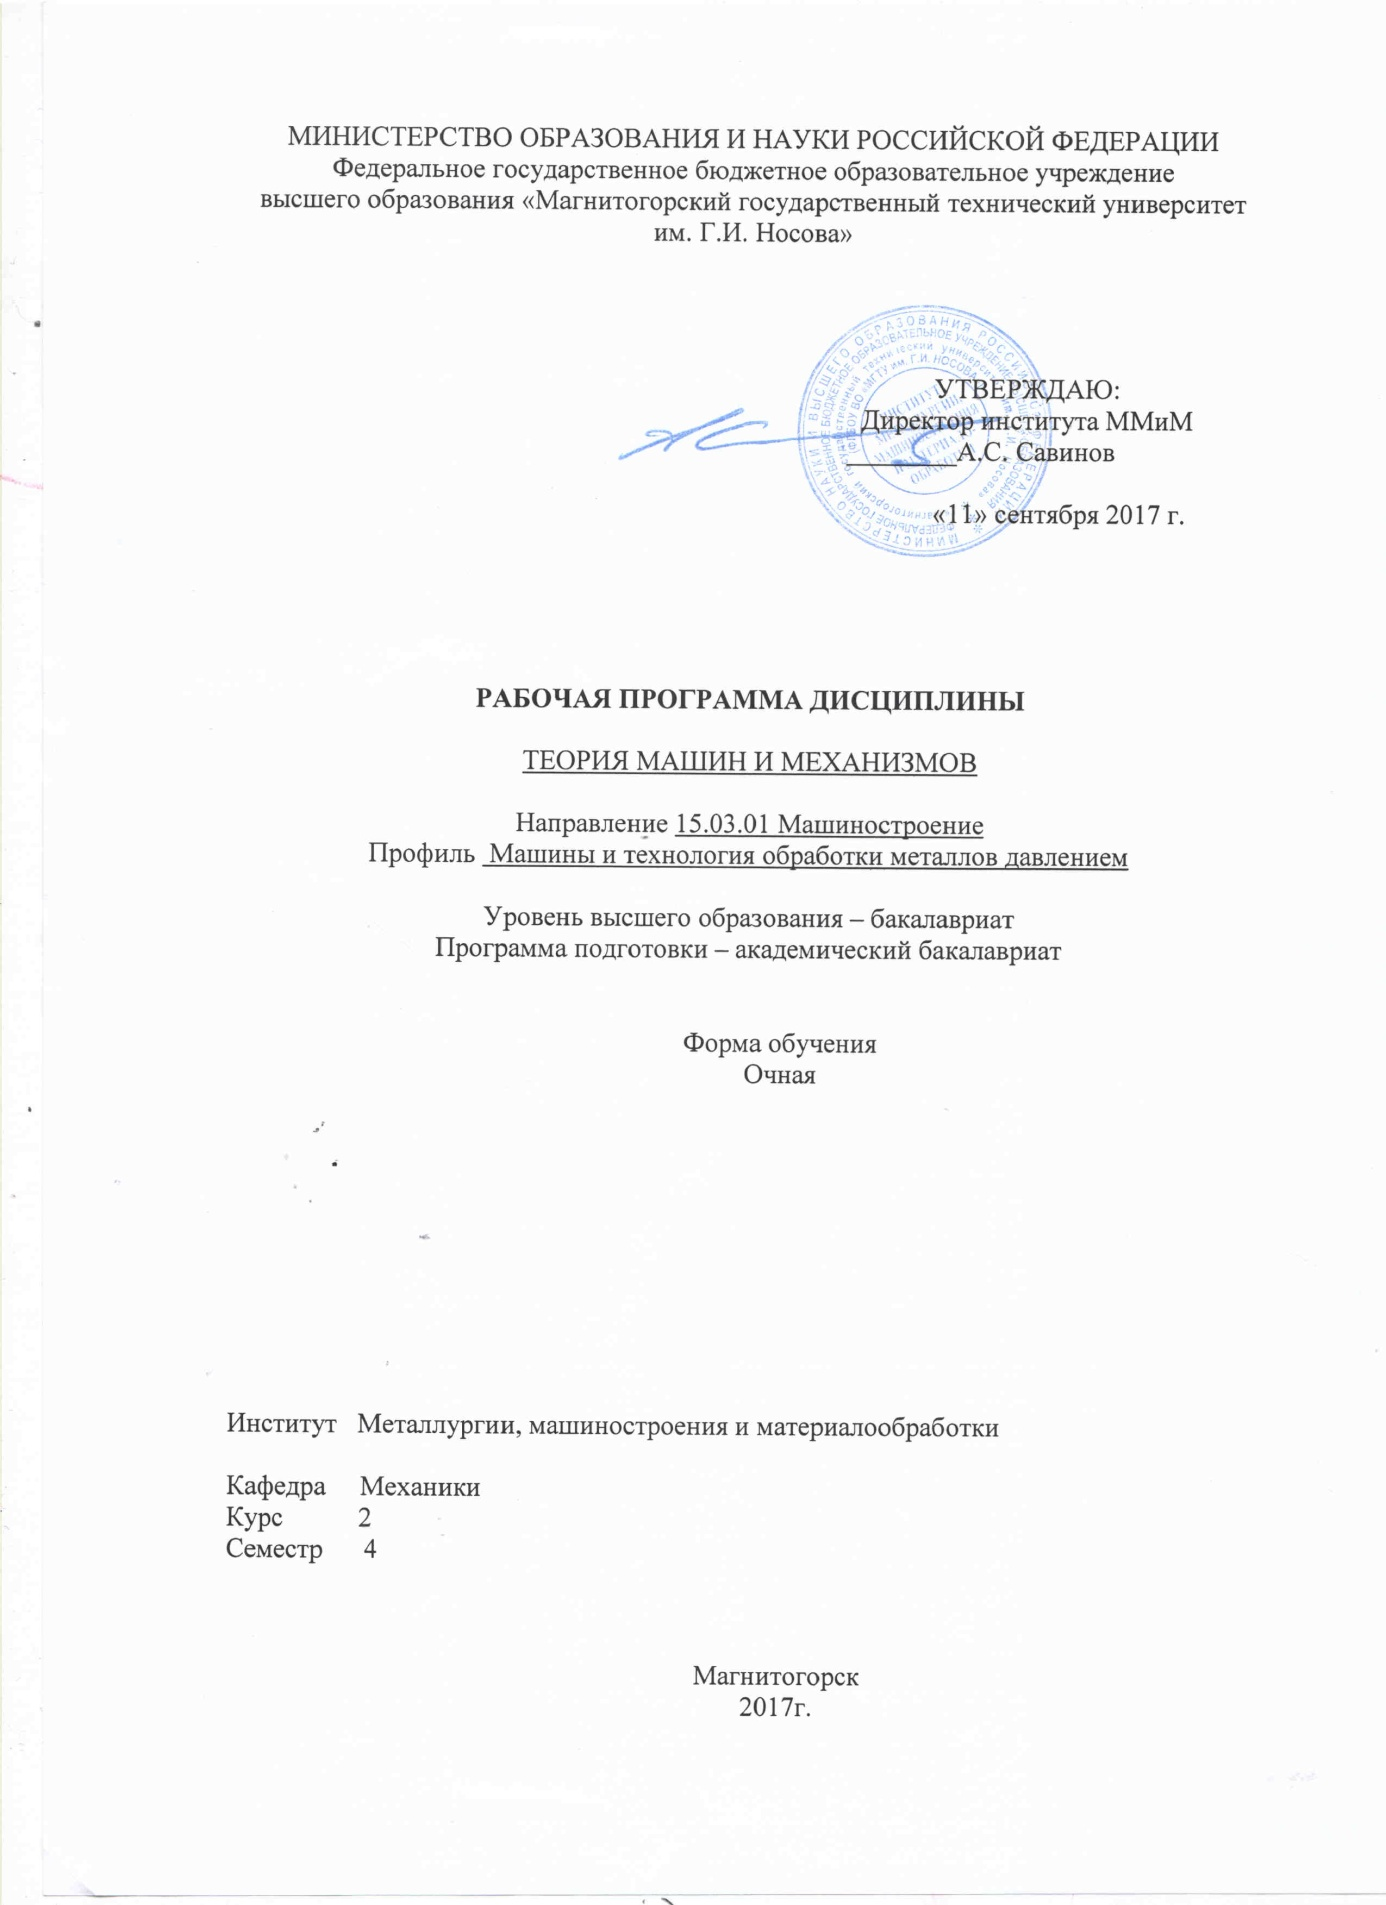 МИНИСТЕРСТВО ОБРАЗОВАНИЯ И НАУКИ РОССИЙСКОЙ ФЕДЕРАЦИИ
Федеральное государственное бюджетное образовательное учреждение
высшего образования «Магнитогорский государственный технический университет
им. Г.И. Носова»
УТВЕРЖДАЮ:
Директор института ММиМ
________А.С. Савинов
«11» сентября 2017 г.
РАБОЧАЯ ПРОГРАММА ДИСЦИПЛИНЫ
ТЕОРИЯ МАШИН И МЕХАНИЗМОВ
Направление 15.03.01 Машиностроение
Профиль Машины и технология обработки металлов давлением
Уровень высшего образования – бакалавриат
Программа подготовки – академический бакалавриат
Форма обучения
Очная
Институт Металлургии, машиностроения и материалообработки
Кафедра Механики
Курс 2
Семестр 4
Магнитогорск
2017г.